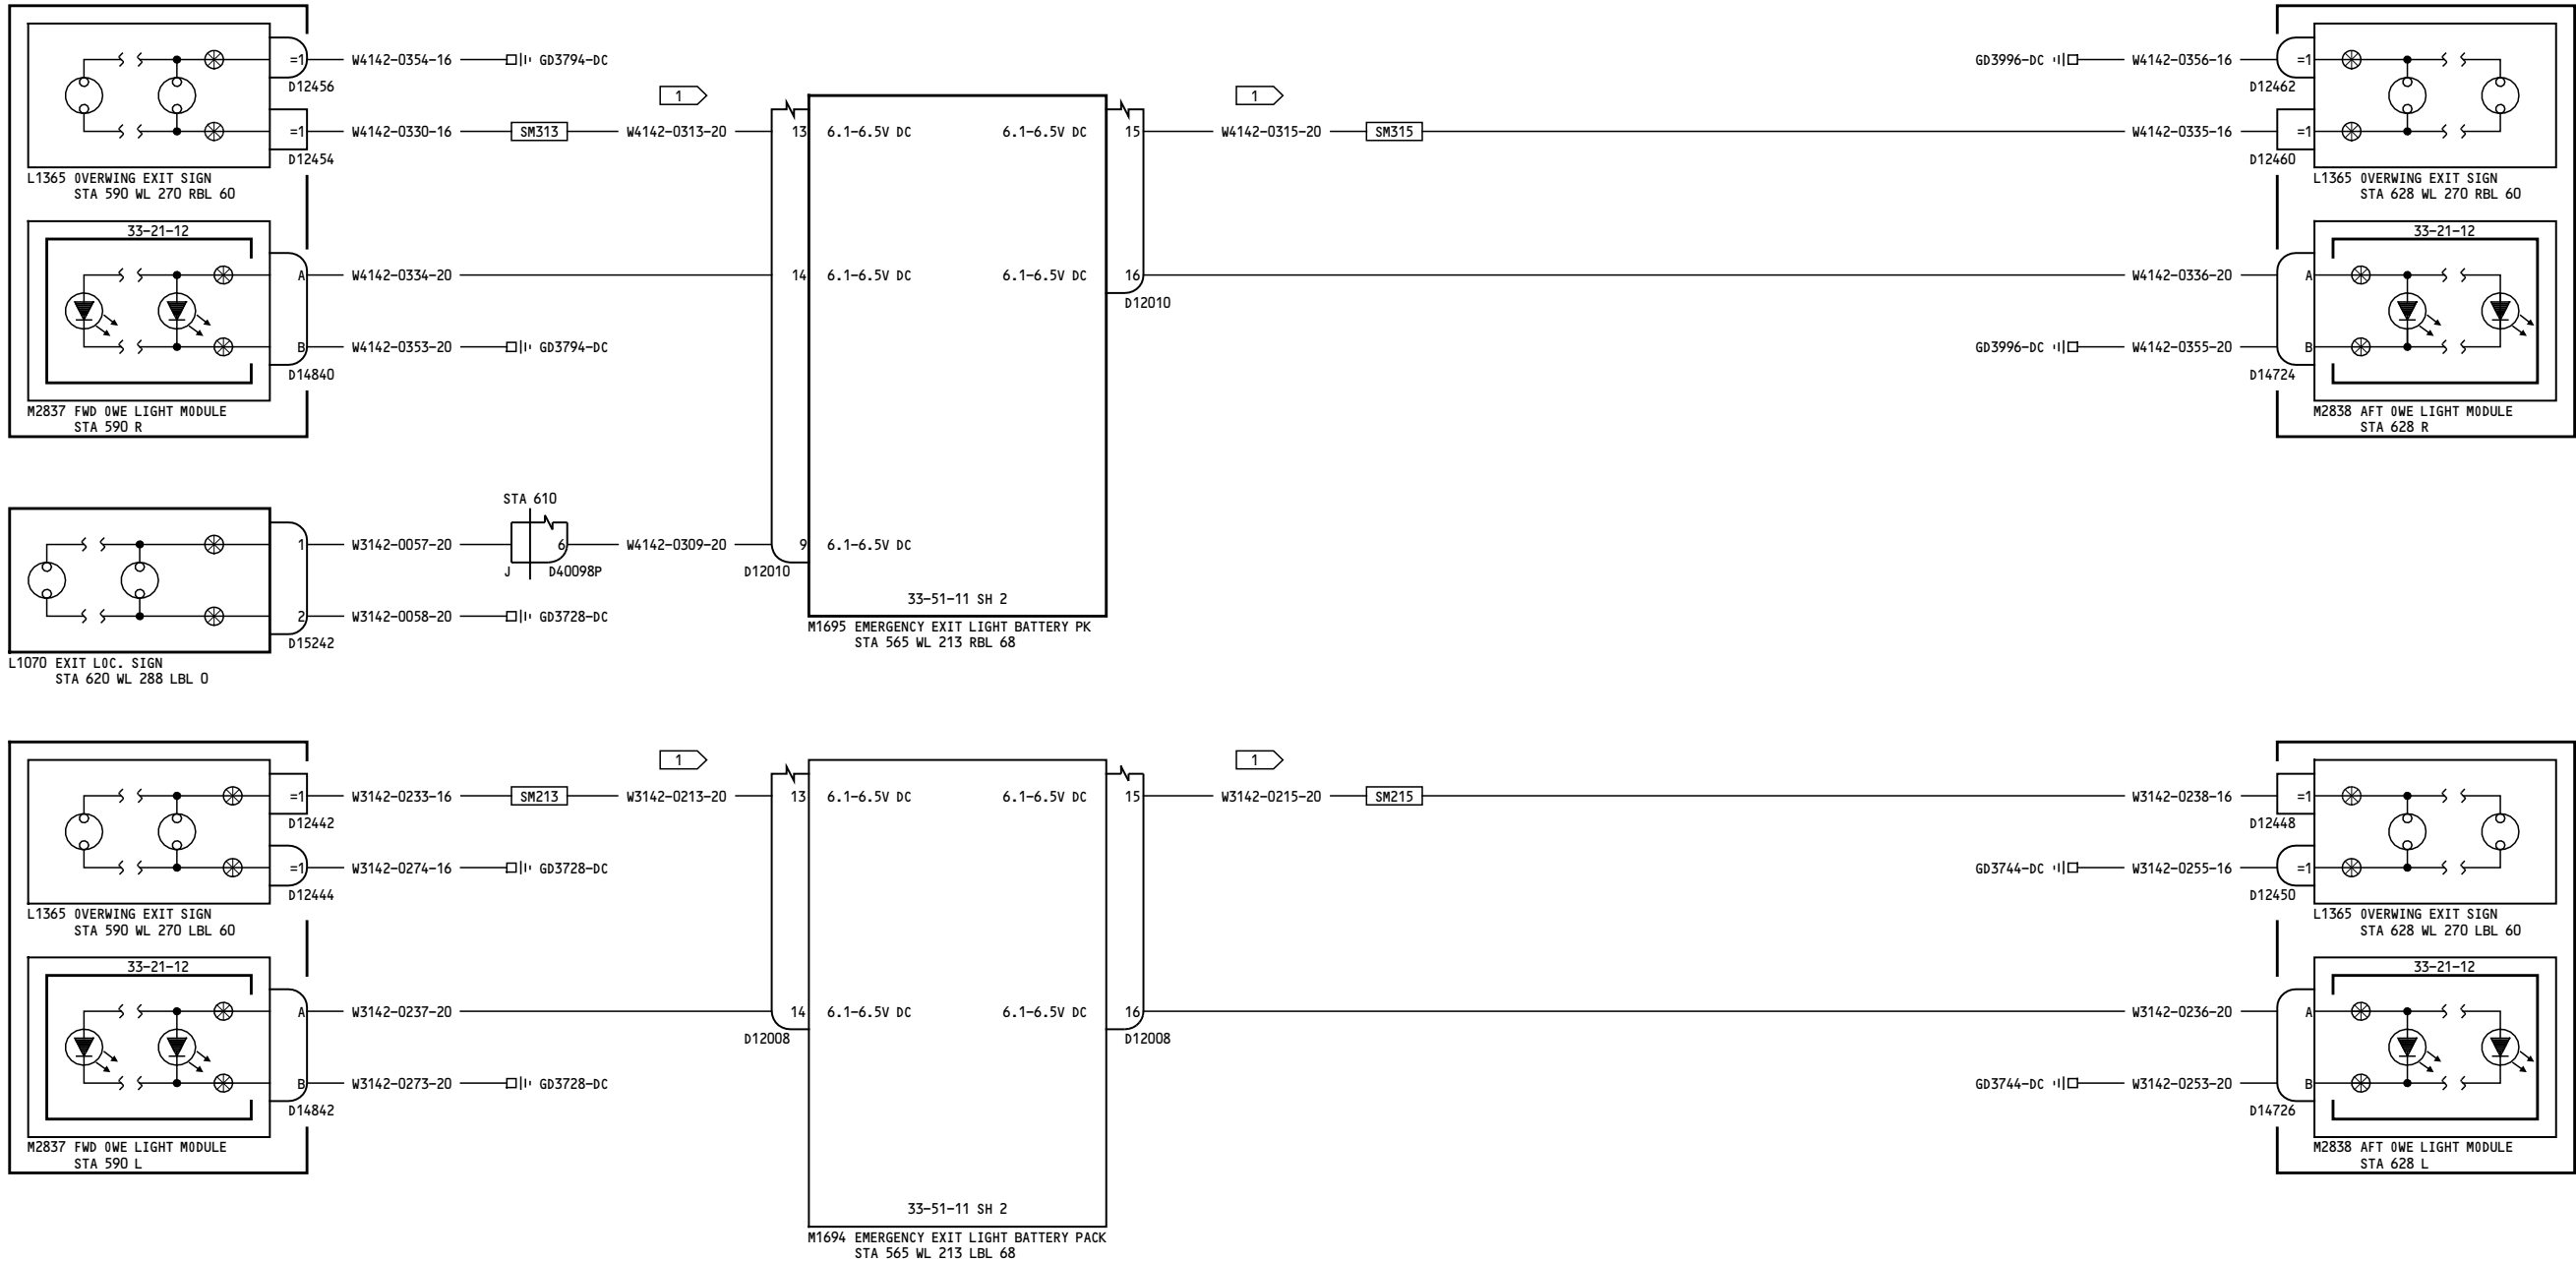 =1 W4142-0354-16 GD3794-DC
D12456
1
=1 W4142-0330-16 SM313 W4142-0313-20 13 6.1-6.5V DC
D12454
L1365 OVERWING EXIT SIGN
STA 590 WL 270 RBL 60
33-21-12
A W4142-0334-20 14 6.1-6.5V DC
B W4142-0353-20 GD3794-DC
D14840
M2837 FWD OWE LIGHT MODULE
STA 590 R
STA 610
1 W3142-0057-20 6 W4142-0309-20 9 6.1-6.5V DC
J D40098P D12010
2 W3142-0058-20 GD3728-DC
D15242
L1070 EXIT LOC. SIGN
STA 620 WL 288 LBL 0
33-51-11 SH 2
M1695 EMERGENCY EXIT LIGHT BATTERY PK
STA 565 WL 213 RBL 68
GD3996-DC W4142-0356-16 =1
D12462
1
6.1-6.5V DC 15 W4142-0315-20 SM315 W4142-0335-16 =1
D12460
L1365 OVERWING EXIT SIGN
STA 628 WL 270 RBL 60
33-21-12
6.1-6.5V DC 16 W4142-0336-20 A
D12010
GD3996-DC W4142-0355-20 B
D14724
M2838 AFT OWE LIGHT MODULE
STA 628 R
1
=1 W3142-0233-16 SM213 W3142-0213-20 13 6.1-6.5V DC
D12442
=1 W3142-0274-16 GD3728-DC
D12444
L1365 OVERWING EXIT SIGN
STA 590 WL 270 LBL 60
33-21-12
A W3142-0237-20 14 6.1-6.5V DC
D12008
B W3142-0273-20 GD3728-DC
D14842
M2837 FWD OWE LIGHT MODULE
STA 590 L
33-51-11 SH 2
M1694 EMERGENCY EXIT LIGHT BATTERY PACK
STA 565 WL 213 LBL 68
1
6.1-6.5V DC 15 W3142-0215-20 SM215 W3142-0238-16 =1
D12448
GD3744-DC W3142-0255-16 =1
D12450
L1365 OVERWING EXIT SIGN
STA 628 WL 270 LBL 60
33-21-12
6.1-6.5V DC 16 W3142-0236-20 A
D12008
GD3744-DC W3142-0253-20 B
D14726
M2838 AFT OWE LIGHT MODULE
STA 628 L